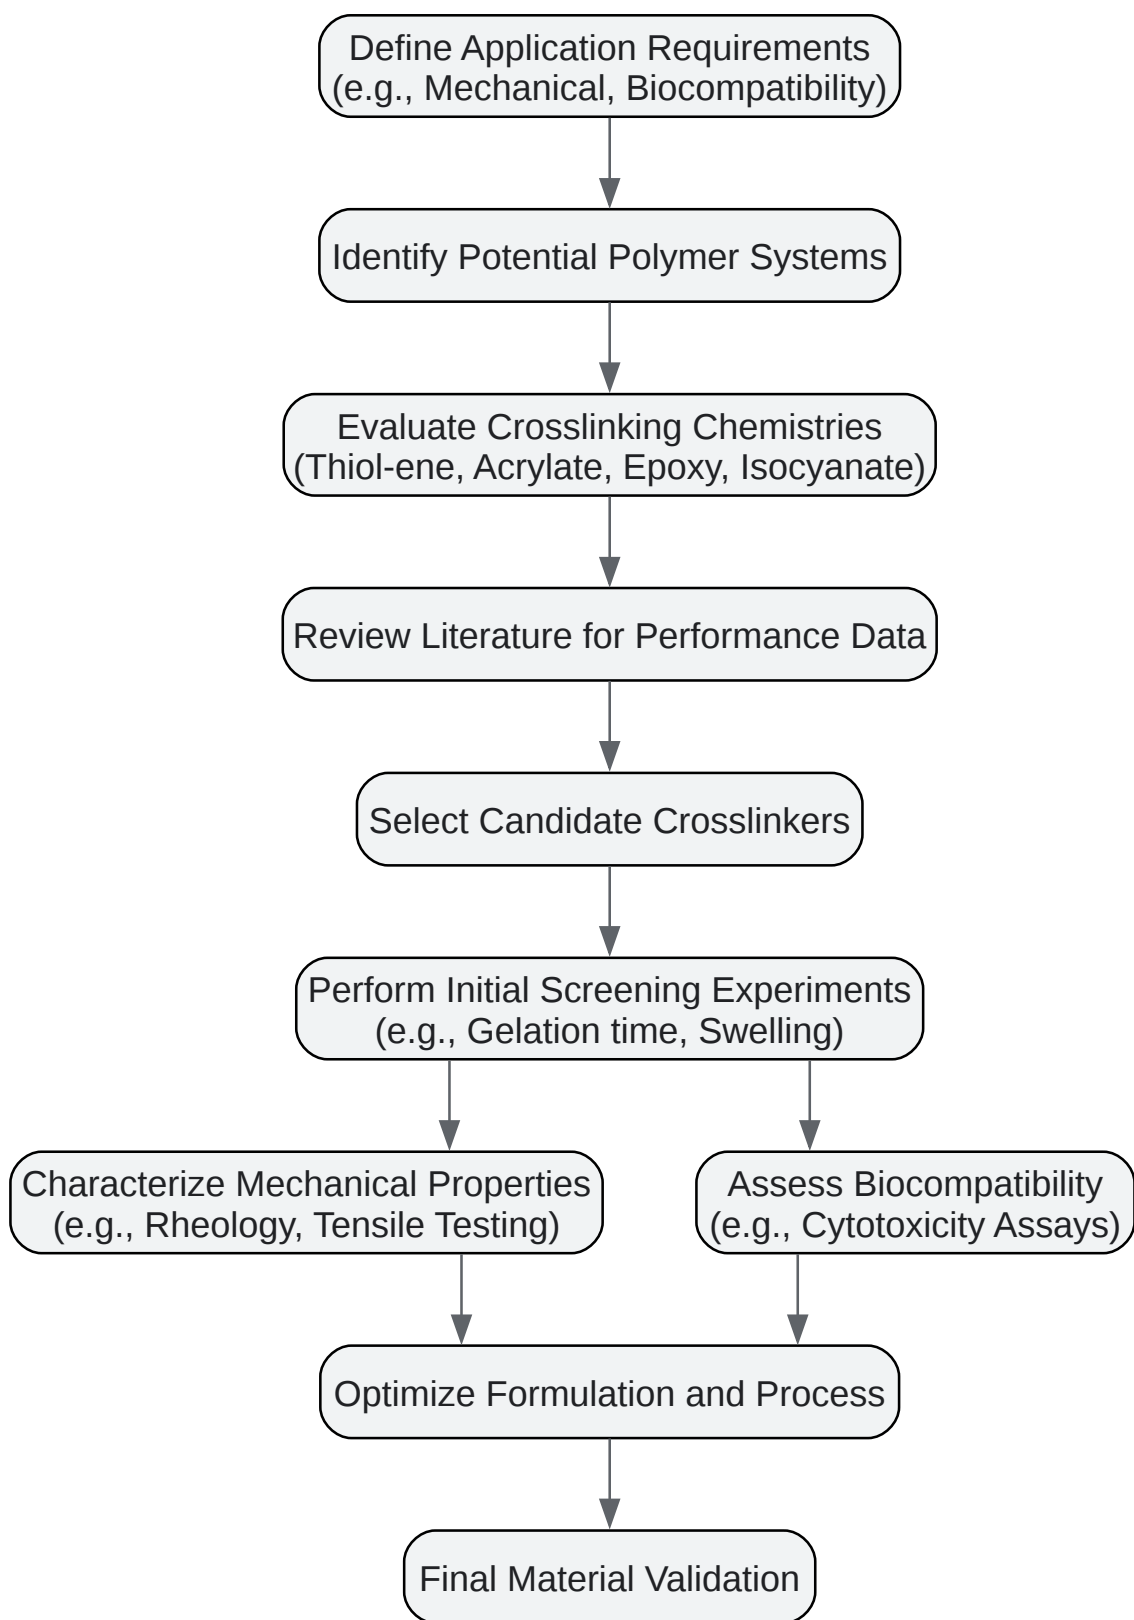 Define Application Requirements
(e.g., Mechanical, Biocompatibility)
Identify Potential Polymer Systems
Evaluate Crosslinking Chemistries
(Thiol-ene, Acrylate, Epoxy, Isocyanate)
Review Literature for Performance Data
Select Candidate Crosslinkers
Perform Initial Screening Experiments
(e.g., Gelation time, Swelling)
Characterize Mechanical Properties
(e.g., Rheology, Tensile Testing)
Assess Biocompatibility
(e.g., Cytotoxicity Assays)
Optimize Formulation and Process
Final Material Validation